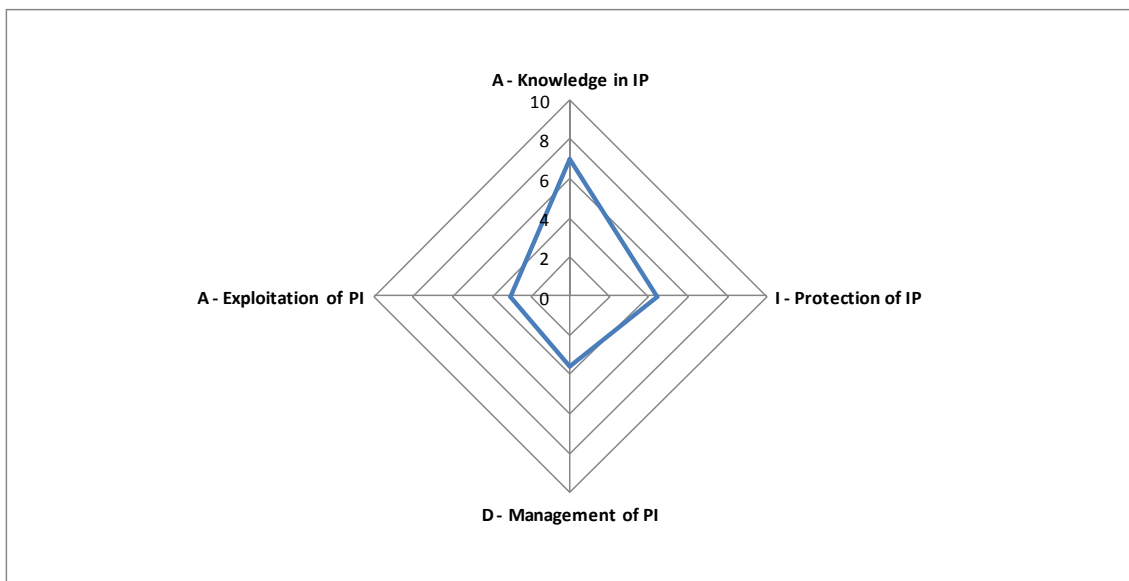 A - Knowledge in IP
10
8
6
4
2
0
A - Exploitation of PI
I - Protection of IP
D - Management of PI